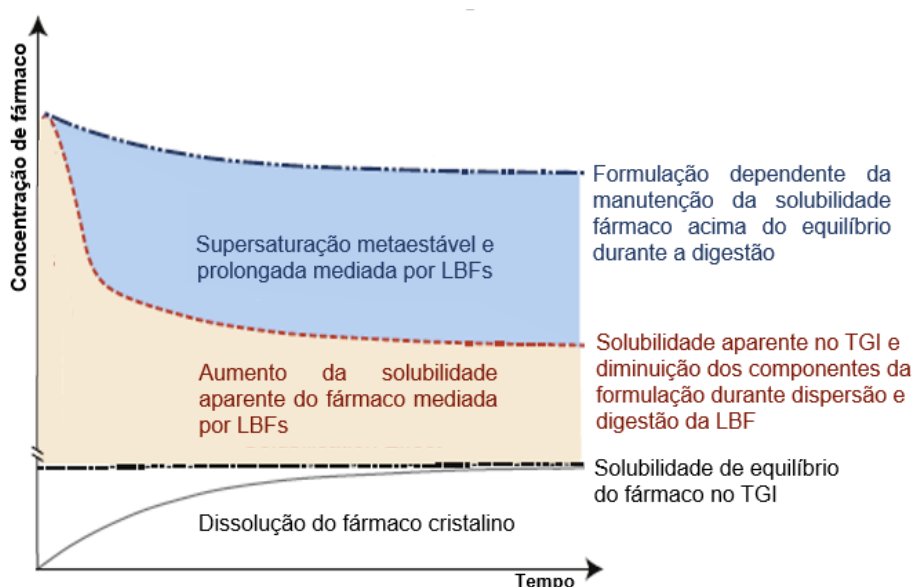 Concentração de fármaco
Supersaturação metaestável e
prolongada mediada por LBFs
Formulação dependente da
manutenção da solubilidade
fármaco acima do equilíbrio
durante a digestão
Aumento da solubilidade
aparente do fármaco mediada
por LBFs
Solubilidade aparente no TGI e
diminuição dos componentes da
formulação durante dispersão e
digestão da LBF
Solubilidade de equilíbrio
do fármaco no TGI
Dissolução do fármaco cristalino
Tempo